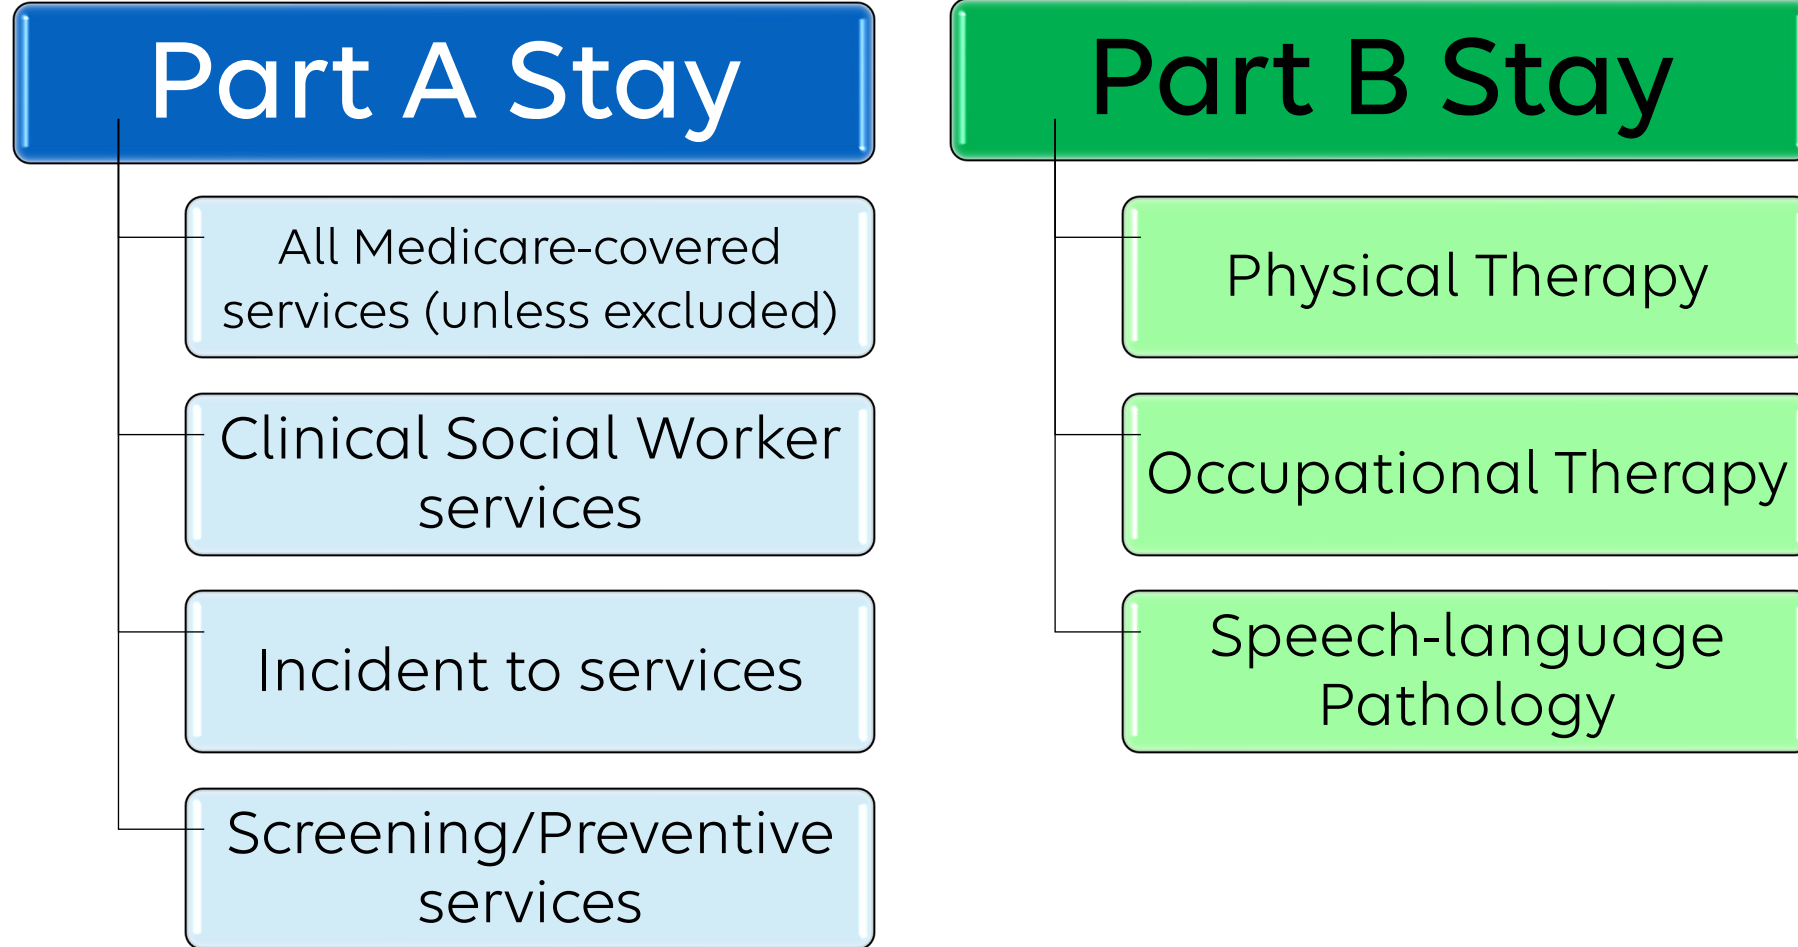 Part A Stay
All Medicare-covered
services (unless excluded)
Clinical Social Worker
services
Incident to services
Screening/Preventive
services
Part B Stay
Physical Therapy
Occupational Therapy
Speech-language
Pathology